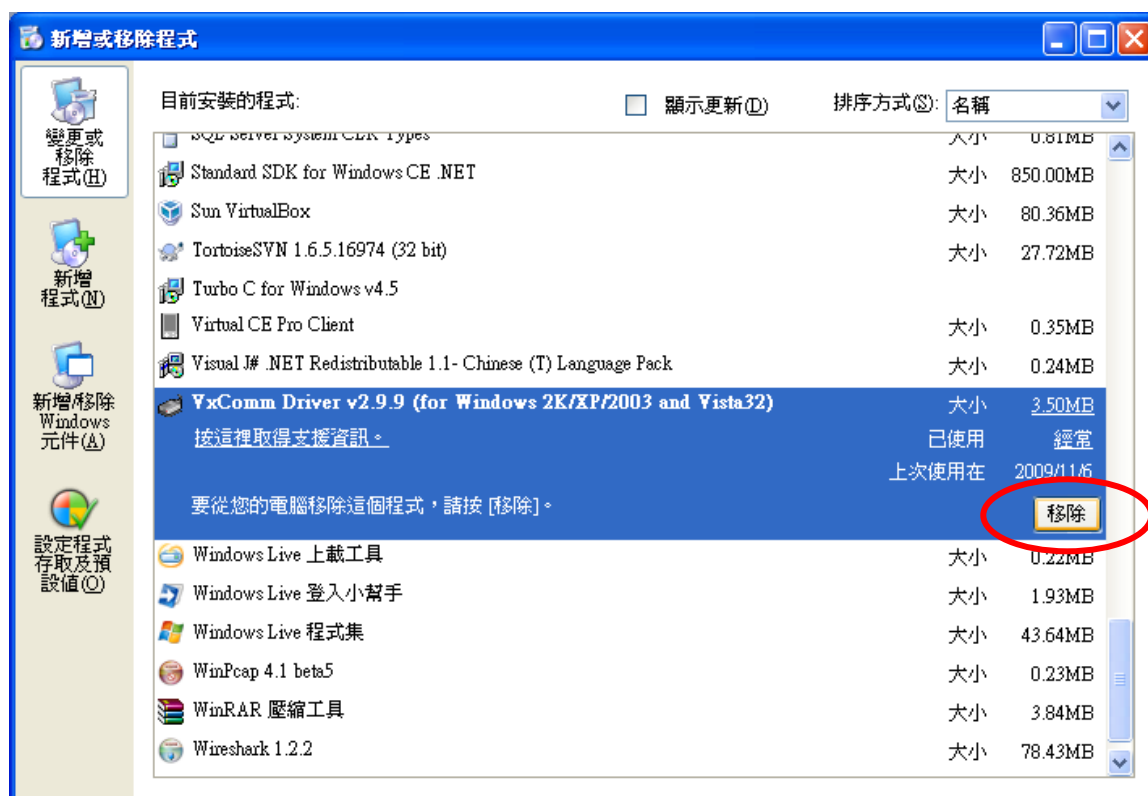 新增或移除程式
變更或
移除
程式(H)
新增
程式(N)
新增/移除
Windows
元件(A)
設定程式
存取及預
設值(O)
目前安裝的程式:
顯示更新(D)
排序方式(S): 名稱
SQL Server System CLR Types 大小 0.81MB
Standard SDK for Windows CE .NET 大小 850.00MB
Sun VirtualBox 大小 80.36MB
TortoiseSVN 1.6.5.16974 (32 bit) 大小 27.72MB
Turbo C for Windows v4.5
Virtual CE Pro Client 大小 0.35MB
Visual J# .NET Redistributable 1.1- Chinese (T) Language Pack 大小 0.24MB
VxComm Driver v2.9.9 (for Windows 2K/XP/2003 and Vista32) 大小 3.50MB
按這裡取得支援資訊。 已使用 經常
上次使用在 2009/11/6
要從您的電腦移除這個程式，請按 [移除]。 移除
Windows Live 上載工具 大小 0.22MB
Windows Live 登入小幫手 大小 1.93MB
Windows Live 程式集 大小 43.64MB
WinPcap 4.1 beta5 大小 0.23MB
WinRAR 壓縮工具 大小 3.84MB
Wireshark 1.2.2 大小 78.43MB